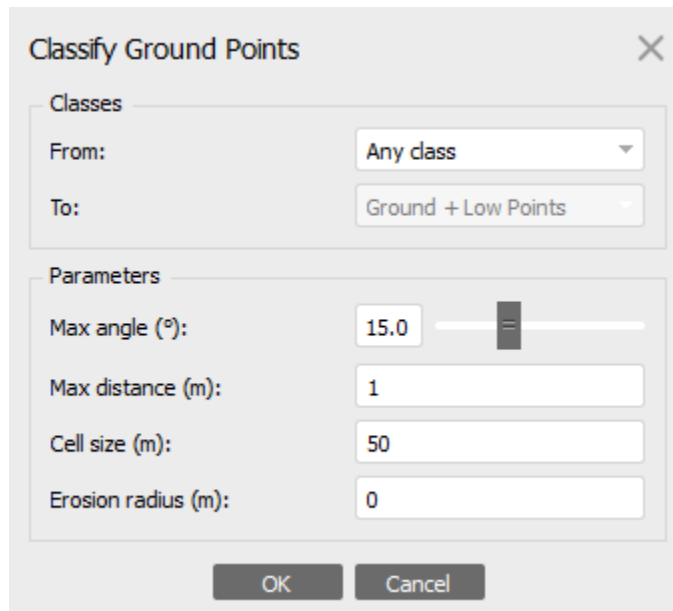 Classify Ground Points
Classes
From: Any class
To: Ground + Low Points
Parameters
Max angle (°): 15.0
Max distance (m): 1
Cell size (m): 50
Erosion radius (m): 0
OK Cancel